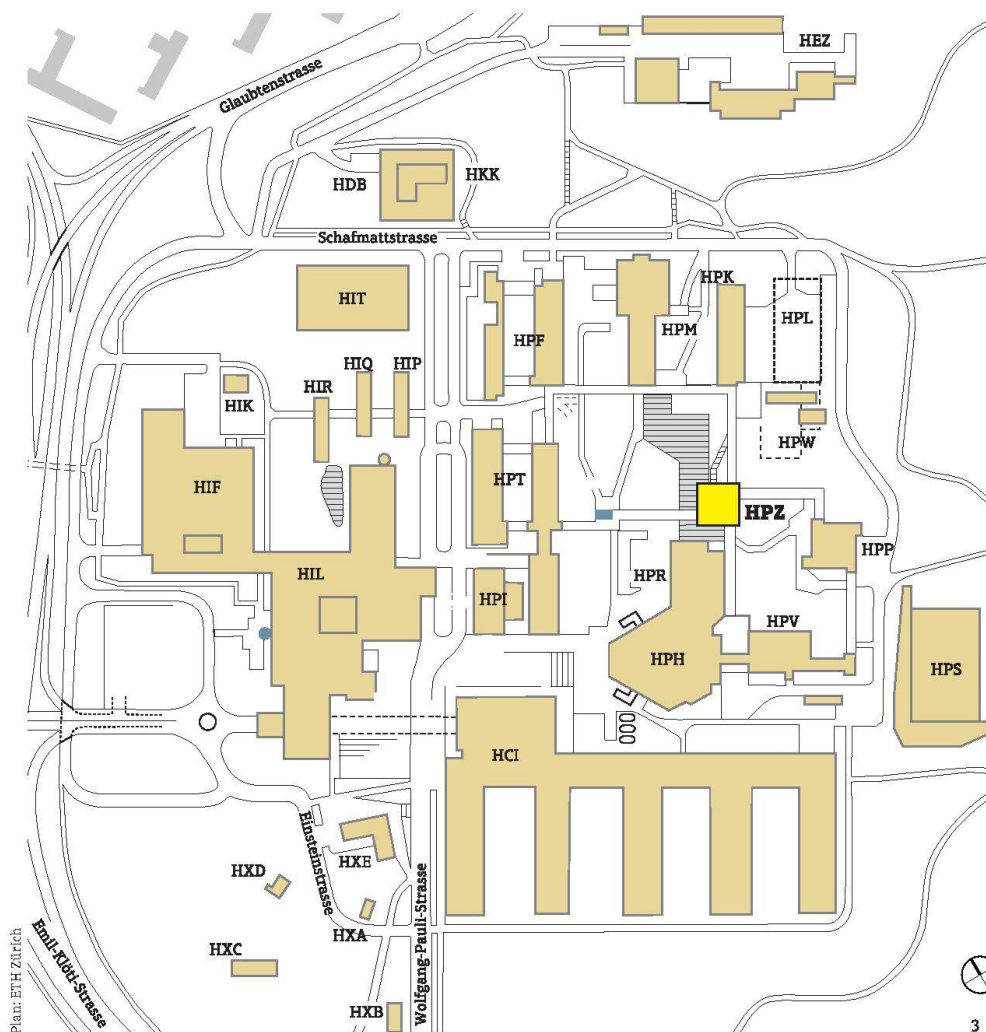 HEZ
Glaubtenstrasse
HDB
HKK
Schafmattstrasse
HIT
HPF
HPM
HPK
HPL
HIK
HIR
HIQ
HIP
HPW
HIF
HPT
HPZ
HPP
HIL
HPI
HPR
HPV
HPH
HPS
HCI
Einsteinstrasse
HXE
HXD
HXA
Wolfgang-Pauli-Strasse
HXC
Emil-Klöti-Strasse
HXB
Plan: ETH Zürich
3